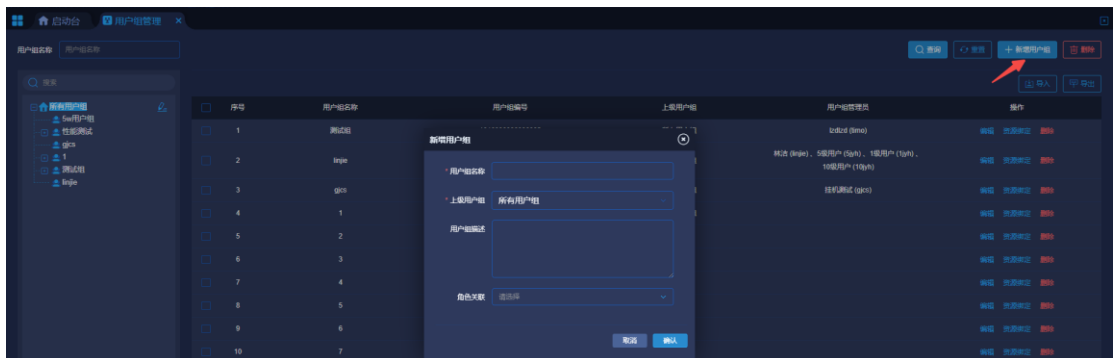 启动台 用户组管理 ×
用户组名称 用户组名称 查询 重置 + 新增用户组 删除
搜索 导入 导出
所有用户组
5w用户组
性能测试
gjcs
1
测试组
linjie
序号 用户组名称 用户组编号 上级用户组 用户组管理员 操作
1 测试组 lzdlzd (limo) 编辑 资源绑定 删除
2 linjie 林洁 (linjie)、5级用户 (5jyh)、1级用户 (1jyh)、 编辑 资源绑定 删除
10级用户 (10jyh)
3 gjcs 挂机测试 (gjcs) 编辑 资源绑定 删除
4 1 编辑 资源绑定 删除
5 2 编辑 资源绑定 删除
6 3 编辑 资源绑定 删除
7 4 编辑 资源绑定 删除
8 5 编辑 资源绑定 删除
9 6 编辑 资源绑定 删除
10 7 编辑 资源绑定 删除
新增用户组
* 用户组名称
* 上级用户组 所有用户组
用户组描述
角色关联 请选择
取消 确认